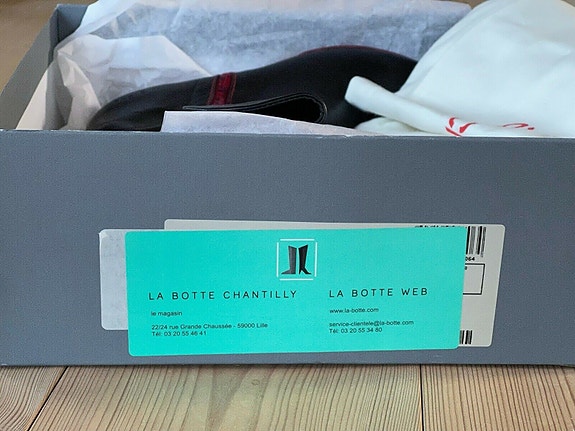 LA BOTTE CHANTILLY
le magasin
22/24 rue Grande Chaussée - 59000 Lille
Tél: 03 20 55 46 41
LA BOTTE WEB
www.la-botte.com
service-clientele@la-botte.com
Tél: 03 20 55 34 80